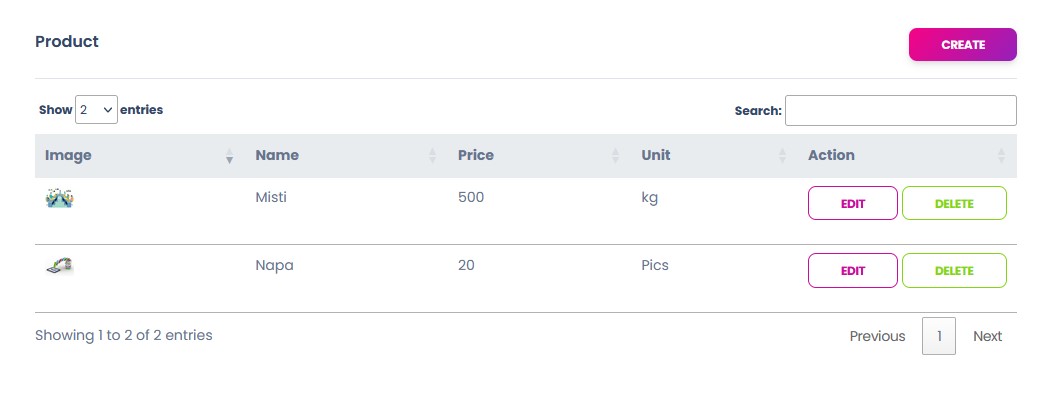 Product
CREATE
Show 2 entries
Search:
Image Name Price Unit Action
Misti 500 kg EDIT DELETE
Napa 20 Pics EDIT DELETE
Showing 1 to 2 of 2 entries
Previous 1 Next